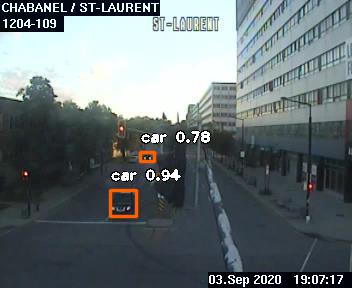 CHABANEL / ST-LAURENT
1204-109
ST-LAURENT
car 0.78
car 0.94
03.Sep 2020 19:07:17